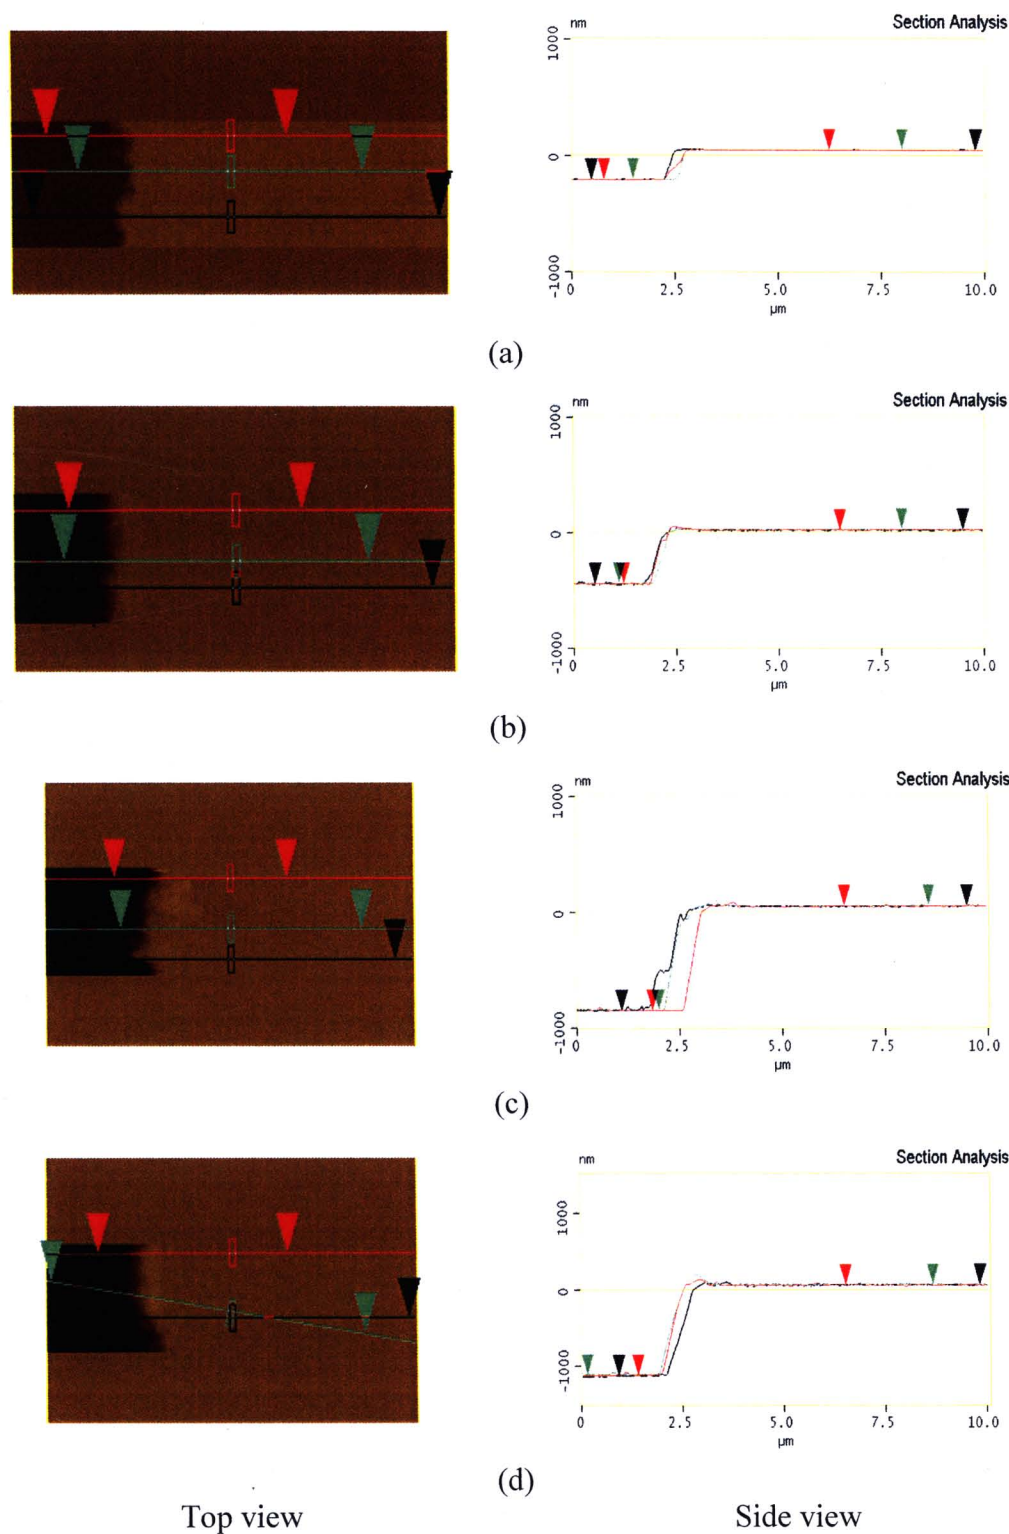 nm Section Analysis
1000
0
-1000
0 2.5 5.0 7.5 10.0
µm
(a)
nm Section Analysis
1000
0
-1000
0 2.5 5.0 7.5 10.0
µm
(b)
nm Section Analysis
1000
0
-1000
0 2.5 5.0 7.5 10.0
µm
(c)
nm Section Analysis
1000
0
-1000
0 2.5 5.0 7.5 10.0
µm
(d)
Top view Side view